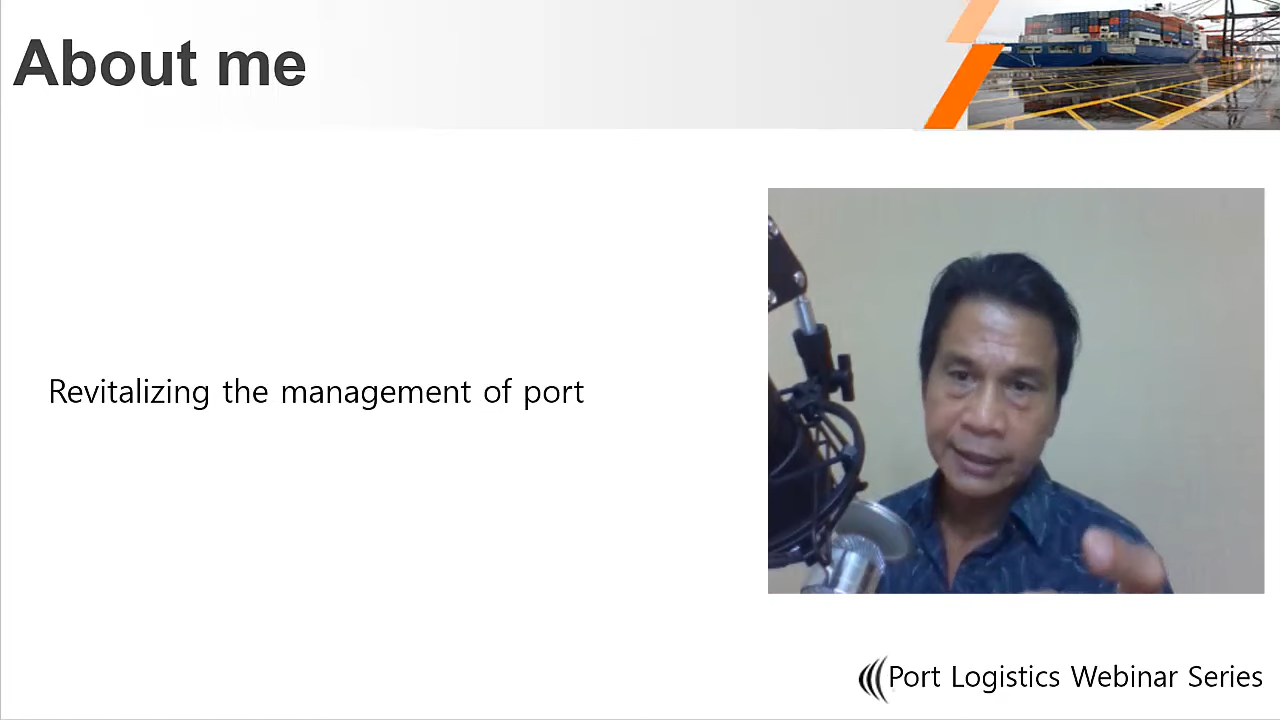 About me
Revitalizing the management of port
Port Logistics Webinar Series